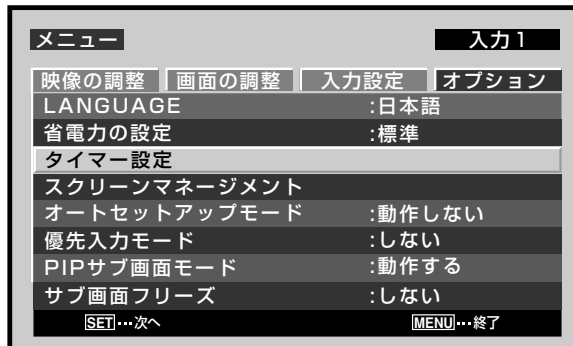 メニュー 入力1
映像の調整 画面の調整 入力設定 オプション
LANGUAGE :日本語
省電力の設定 :標準
タイマー設定
スクリーンマネージメント
オートセットアップモード :動作しない
優先入力モード :しない
PIPサブ画面モード :動作する
サブ画面フリーズ :しない
SET…次へ MENU…終了